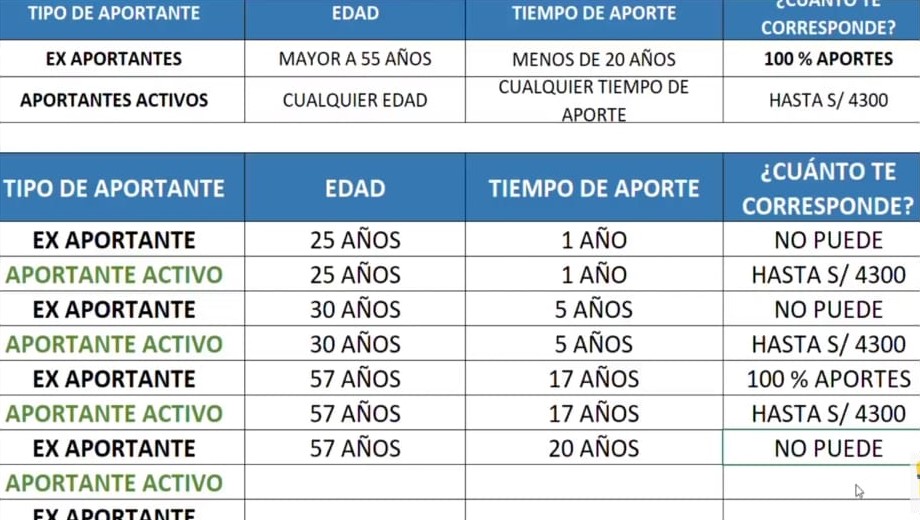 TIPO DE APORTANTE EDAD TIEMPO DE APORTE ¿CUÁNTO TE CORRESPONDE?
EX APORTANTES MAYOR A 55 AÑOS MENOS DE 20 AÑOS 100 % APORTES
APORTANTES ACTIVOS CUALQUIER EDAD CUALQUIER TIEMPO DE APORTE HASTA S/ 4300
TIPO DE APORTANTE EDAD TIEMPO DE APORTE ¿CUÁNTO TE CORRESPONDE?
EX APORTANTE 25 AÑOS 1 AÑO NO PUEDE
APORTANTE ACTIVO 25 AÑOS 1 AÑO HASTA S/ 4300
EX APORTANTE 30 AÑOS 5 AÑOS NO PUEDE
APORTANTE ACTIVO 30 AÑOS 5 AÑOS HASTA S/ 4300
EX APORTANTE 57 AÑOS 17 AÑOS 100 % APORTES
APORTANTE ACTIVO 57 AÑOS 17 AÑOS HASTA S/ 4300
EX APORTANTE 57 AÑOS 20 AÑOS NO PUEDE
APORTANTE ACTIVO
EX APORTANTE